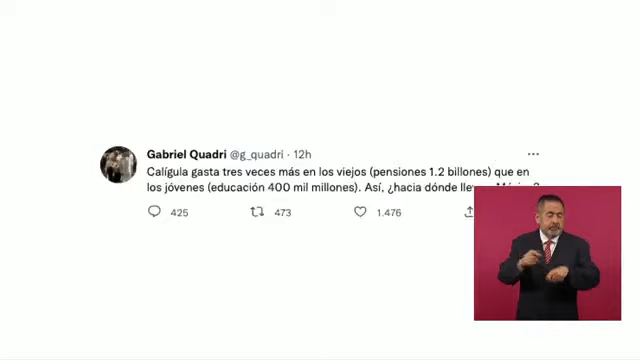 Gabriel Quadri @g_quadri · 12h
Calígula gasta tres veces más en los viejos (pensiones 1.2 billones) que en
los jóvenes (educación 400 mil millones). Así, ¿hacia dónde
425 473 1.476